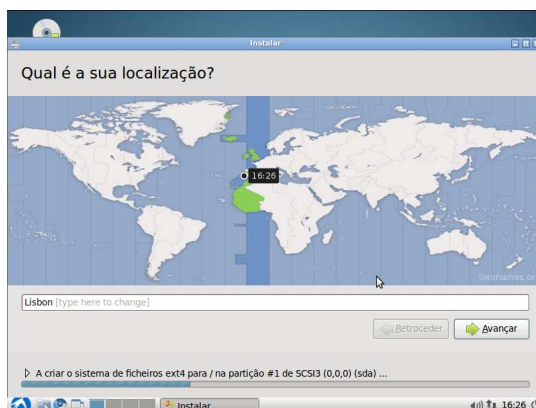 Instalar
Qual é a sua localização?
16:26
Geonames.or
Lisbon [type here to change]
Retroceder
Avançar
A criar o sistema de ficheiros ext4 para / na partição #1 de SCSI3 (0,0,0) (sda) ...
Instalar
16:26